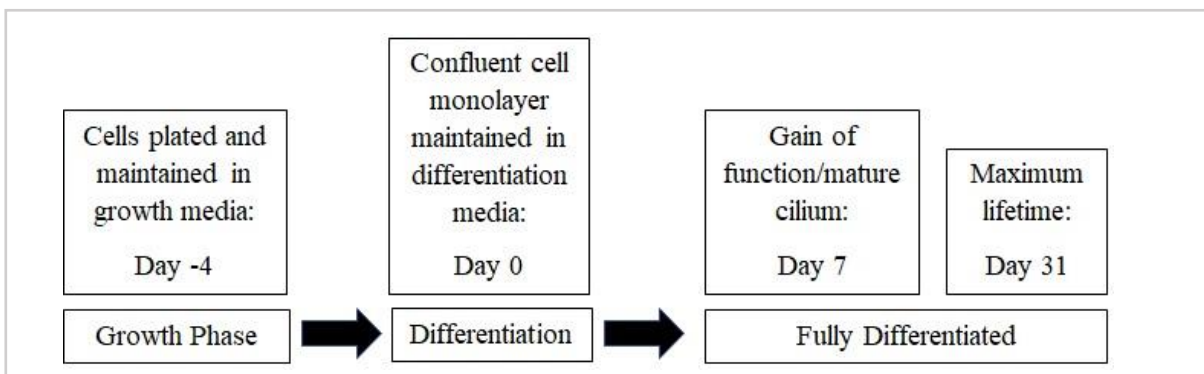 Cells plated and
maintained in
growth media:
Day -4
Confluent cell
monolayer
maintained in
differentiation
media:
Day 0
Gain of
function/mature
cilium:
Day 7
Maximum
lifetime:
Day 31
Growth Phase
Differentiation
Fully Differentiated